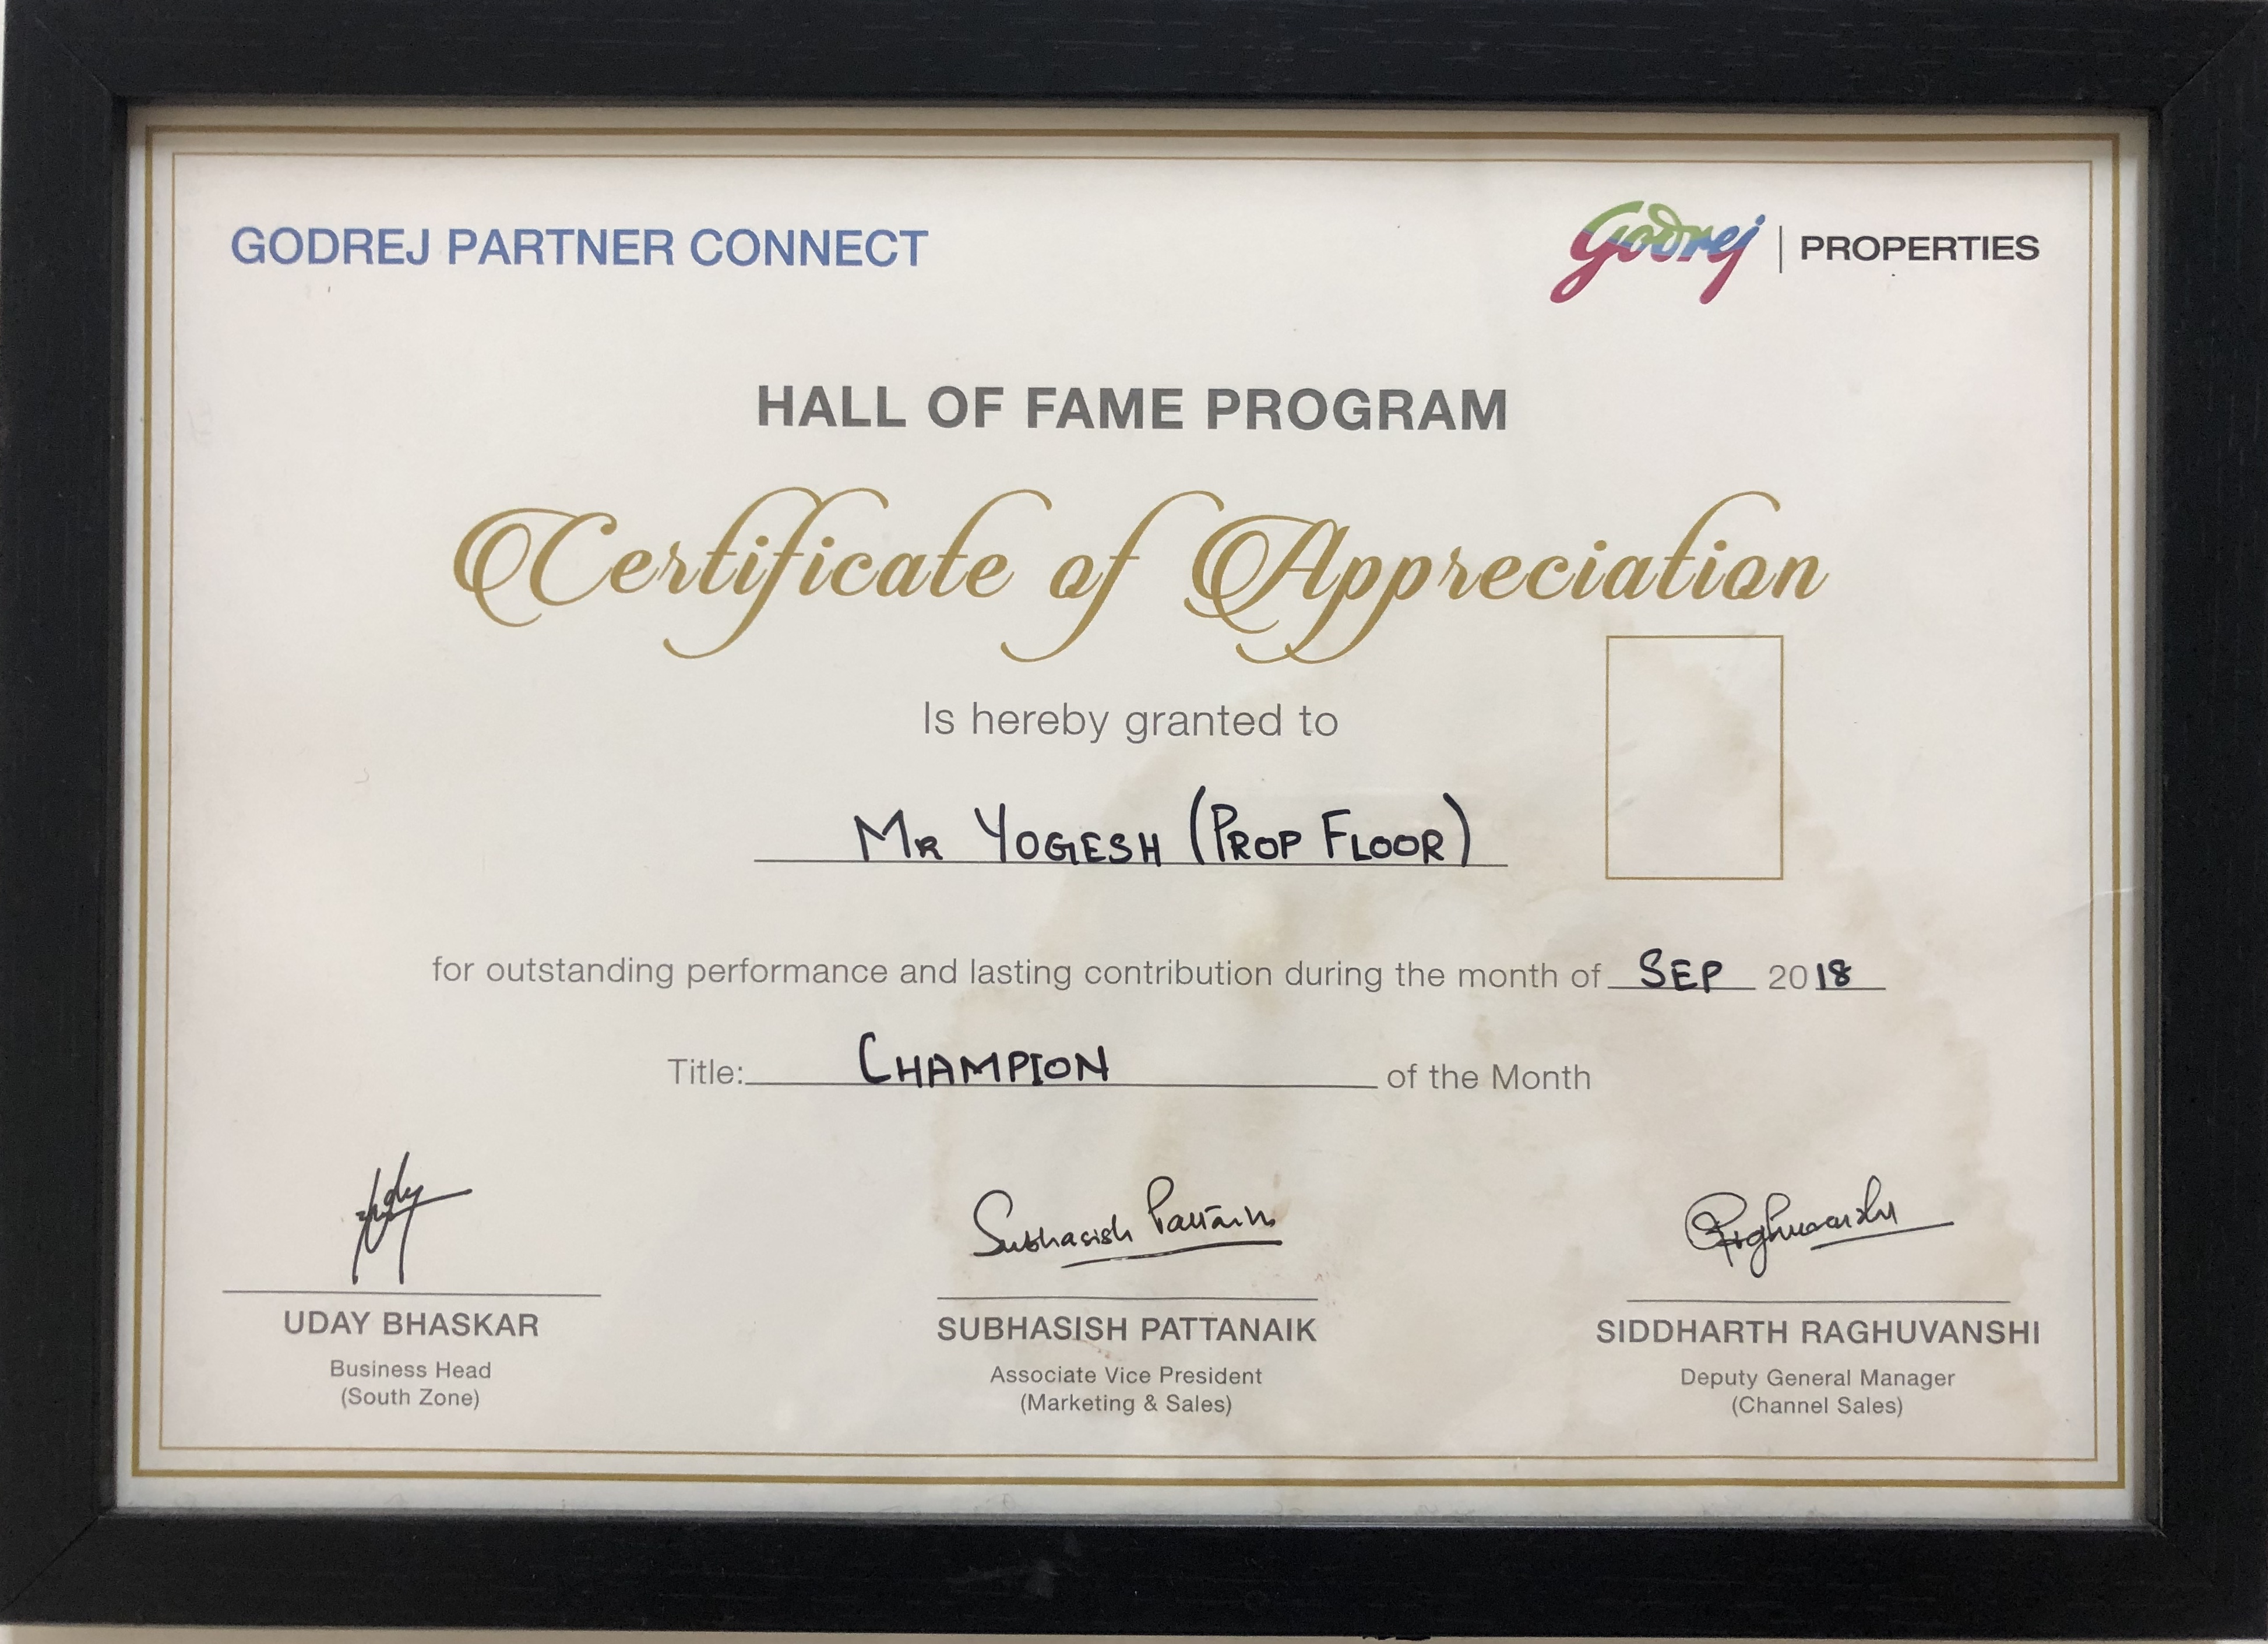 GODREJ PARTNER CONNECT
Godrej | PROPERTIES
HALL OF FAME PROGRAM
Certificate of Appreciation
Is hereby granted to
MR YOGESH (PROP FLOOR)
for outstanding performance and lasting contribution during the month of SEP 2018
Title: CHAMPION of the Month
Subhasish Pattanaik
Raghuvanshi
UDAY BHASKAR
Business Head
(South Zone)
SUBHASISH PATTANAIK
Associate Vice President
(Marketing & Sales)
SIDDHARTH RAGHUVANSHI
Deputy General Manager
(Channel Sales)